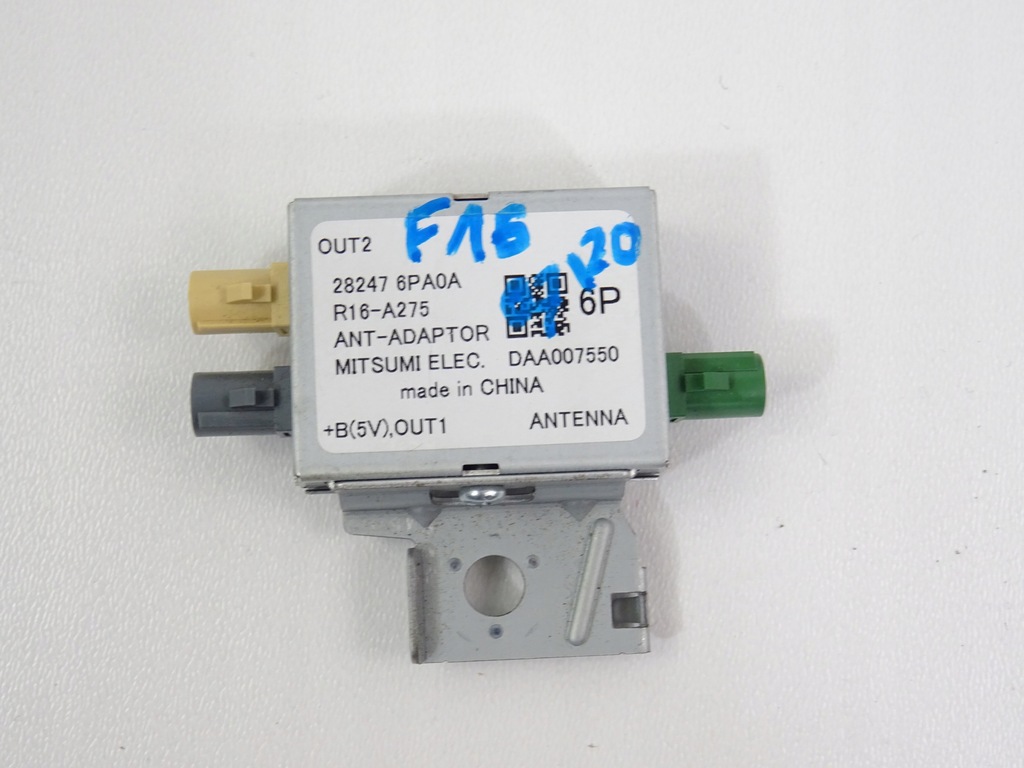 F16
OUT2
28247 6PA0A
R16-A275
6P
ANT-ADAPTOR
MITSUMI ELEC. DAA007550
made in CHINA
+B(5V),OUT1 ANTENNA